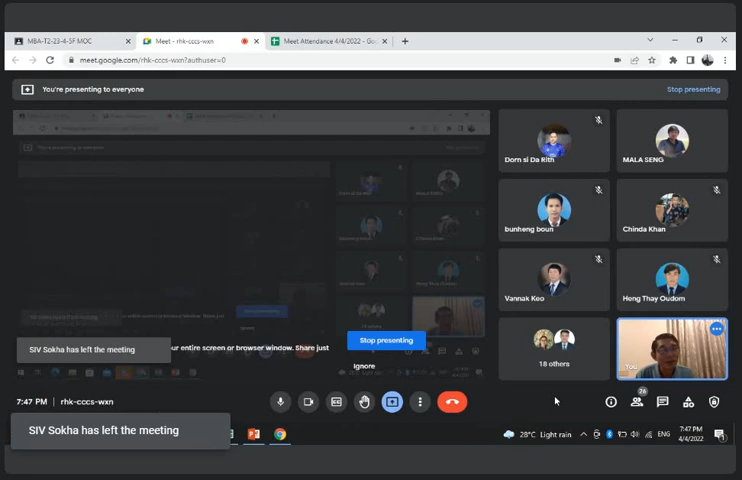 MBA-T2-23-4-5F MOC
Meet - rhk-cccs-wxn
Meet Attendance 4/4/2022 - Go
meet.google.com/rhk-cccs-wxn?authuser=0
You're presenting to everyone
Stop presenting
Dorn si Da Rith
MALA SENG
bunheng boun
Chinda Khan
Vannak Keo
Heng Thay Oudom
18 others
You
SIV Sokha has left the meeting
our entire screen or browser window. Share just
Stop presenting
Ignore
7:47 PM | rhk-cccs-wxn
26
SIV Sokha has left the meeting
28°C Light rain
ENG
7:47 PM
4/4/2022